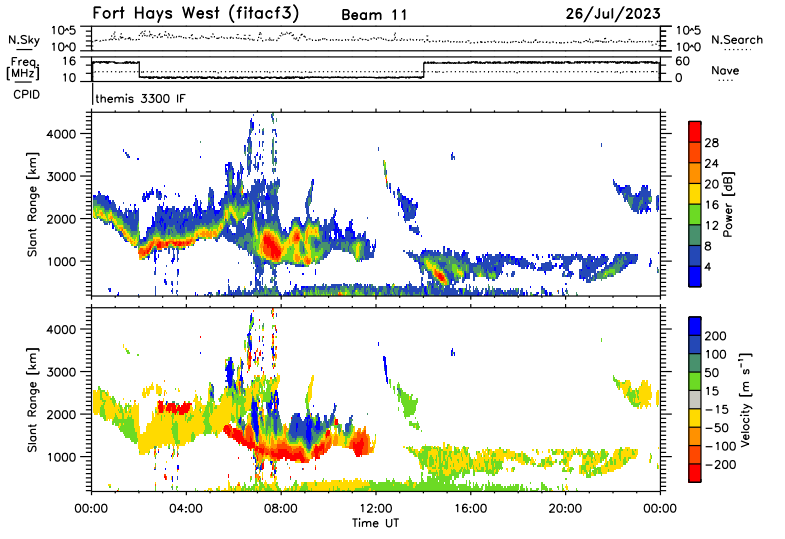 Fort Hays West (fitacf3) Beam 11 26/Jul/2023
N.Sky 10^5 10^0 10^5 10^0 N.Search
Freq. [MHz] 16 10 60 0 Nave
CPID themis 3300 IF
Slant Range [km] 4000 3000 2000 1000
28 24 20 16 12 8 4 Power [dB]
Slant Range [km] 4000 3000 2000 1000
200 100 50 15 −15 −50 −100 −200 Velocity [m s⁻¹]
00:00 04:00 08:00 12:00 16:00 20:00 00:00
Time UT